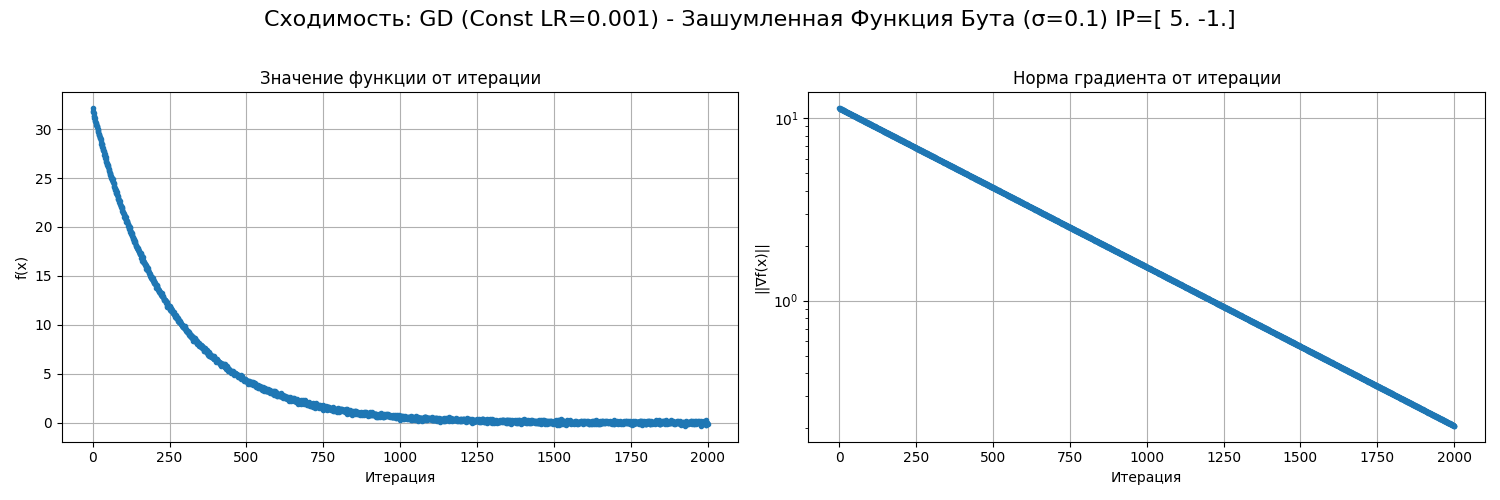 Сходимость: GD (Const LR=0.001) - Зашумленная Функция Бута (σ=0.1) IP=[ 5. -1.]
Значение функции от итерации
f(x)
30
25
20
15
10
5
0
0 250 500 750 1000 1250 1500 1750 2000
Итерация
Норма градиента от итерации
||∇f(x)||
10¹
10⁰
0 250 500 750 1000 1250 1500 1750 2000
Итерация